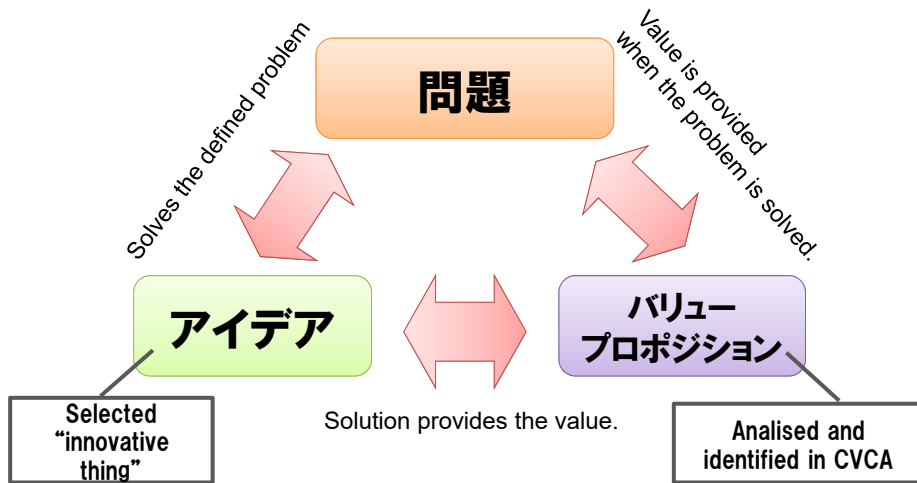 Solves the defined problem
問題
Value is provided
when the problem is solved.
アイデア
バリュー
プロポジション
Selected
“innovative
thing”
Solution provides the value.
Analised and
identified in CVCA